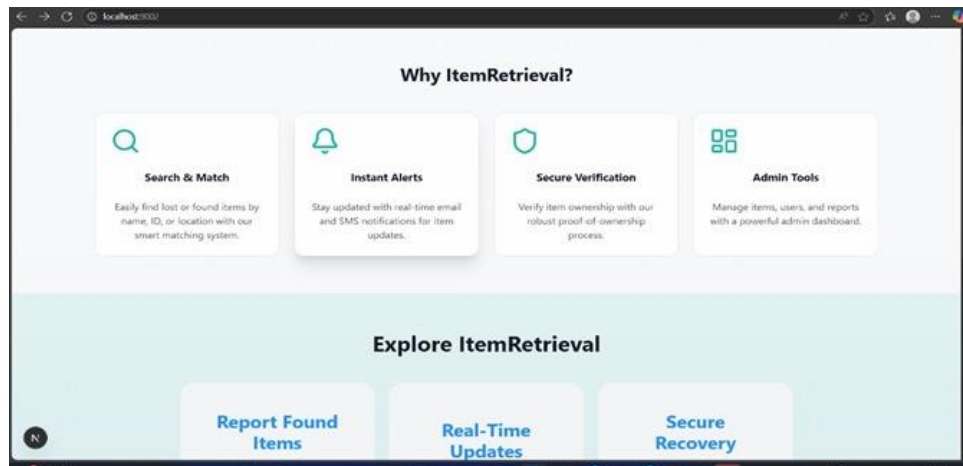 localhost:9002
Why ItemRetrieval?
Search & Match
Easily find lost or found items by
name, ID, or location with our
smart matching system.
Instant Alerts
Stay updated with real-time email
and SMS notifications for item
updates.
Secure Verification
Verify item ownership with our
robust proof-of-ownership
process.
Admin Tools
Manage items, users, and reports
with a powerful admin dashboard.
Explore ItemRetrieval
Report Found
Items
Real-Time
Updates
Secure
Recovery
N